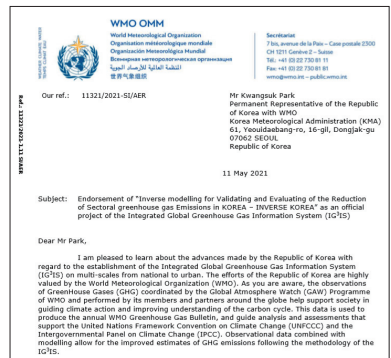 WMO OMM
World Meteorological Organization
Organisation météorologique mondiale
Organización Meteorológica Mundial
Всемирная метеорологическая организация
المنظمة العالمية للأرصاد الجوية
世界气象组织
Secrétariat
7 bis, avenue de la Paix – Case postale 2300
CH 1211 Genève 2 – Suisse
Tél.: +41 (0) 22 730 81 11
Fax: +41 (0) 22 730 81 81
wmo@wmo.int – public.wmo.int
WEATHER CLIMATE WATER
TEMPS CLIMAT EAU
Our ref.: 11321/2021-SI/AER
Mr Kwangsuk Park
Permanent Representative of the Republic
of Korea with WMO
Korea Meteorological Administration (KMA)
61, Yeouidaebang-ro, 16-gil, Dongjak-gu
07062 SEOUL
Republic of Korea
11 May 2021
Subject: Endorsement of "Inverse modelling for Validating and Evaluating of the Reduction
of Sectoral greenhouse gas Emissions in KOREA – INVERSE KOREA" as an official
project of the Integrated Global Greenhouse Gas Information System (IG³IS)
Dear Mr Park,
I am pleased to learn about the advances made by the Republic of Korea with
regard to the establishment of the Integrated Global Greenhouse Gas Information System
(IG³IS) on multi-scales from national to urban. The efforts of the Republic of Korea are highly
valued by the World Meteorological Organization (WMO). As you are aware, the observations
of GreenHouse Gases (GHG) coordinated by the Global Atmosphere Watch (GAW) Programme
of WMO and performed by its members and partners around the globe help support society in
guiding climate action and improving understanding of the carbon cycle. This data is used to
produce the annual WMO Greenhouse Gas Bulletin, and guide analysis and assessments that
support the United Nations Framework Convention on Climate Change (UNFCCC) and the
Intergovernmental Panel on Climate Change (IPCC). Observational data combined with
modelling allow for the improved estimates of GHG emissions following the methodology of the
IG³IS.